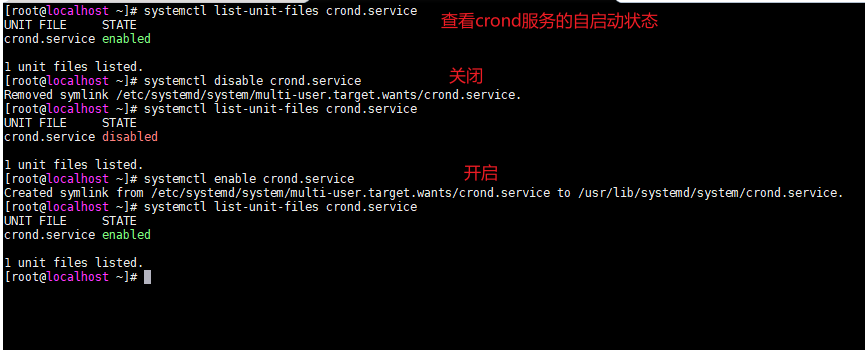 [root@localhost ~]# systemctl list-unit-files crond.service
查看crond服务的自启动状态
UNIT FILE     STATE
crond.service enabled
1 unit files listed.
[root@localhost ~]# systemctl disable crond.service
关闭
Removed symlink /etc/systemd/system/multi-user.target.wants/crond.service.
[root@localhost ~]# systemctl list-unit-files crond.service
UNIT FILE     STATE
crond.service disabled
1 unit files listed.
[root@localhost ~]# systemctl enable crond.service
开启
Created symlink from /etc/systemd/system/multi-user.target.wants/crond.service to /usr/lib/systemd/system/crond.service.
[root@localhost ~]# systemctl list-unit-files crond.service
UNIT FILE     STATE
crond.service enabled
1 unit files listed.
[root@localhost ~]#